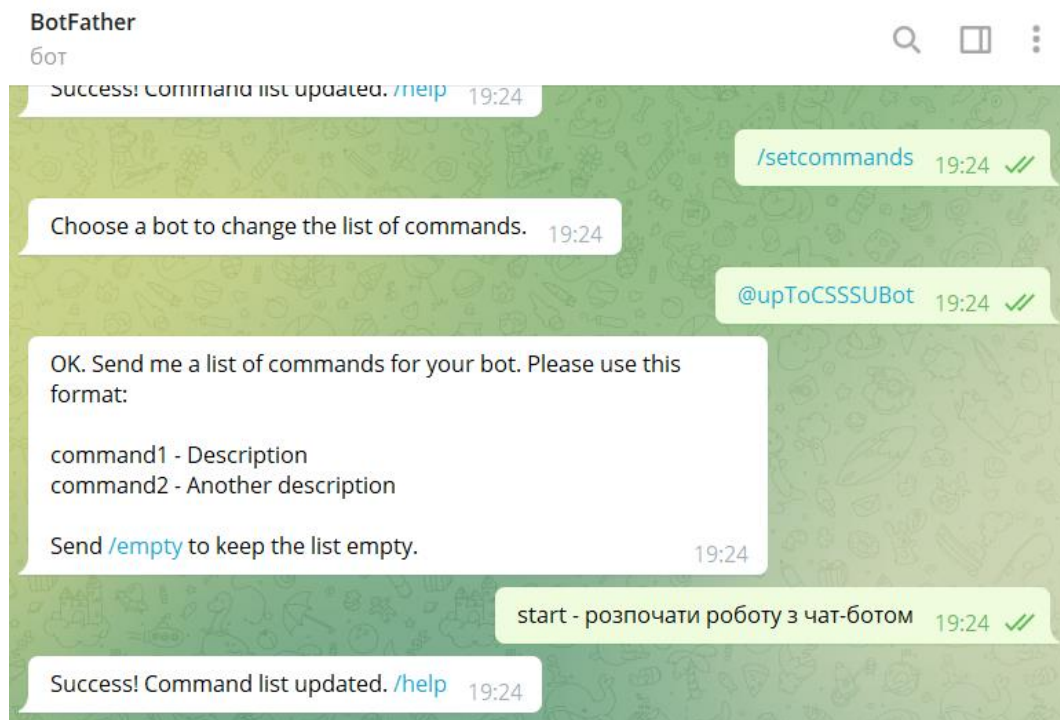 BotFather
бот
Success! Command list updated. /help 19:24
/setcommands 19:24
Choose a bot to change the list of commands. 19:24
@upToCSSSUBot 19:24
OK. Send me a list of commands for your bot. Please use this
format:
command1 - Description
command2 - Another description
Send /empty to keep the list empty. 19:24
start - розпочати роботу з чат-ботом 19:24
Success! Command list updated. /help 19:24